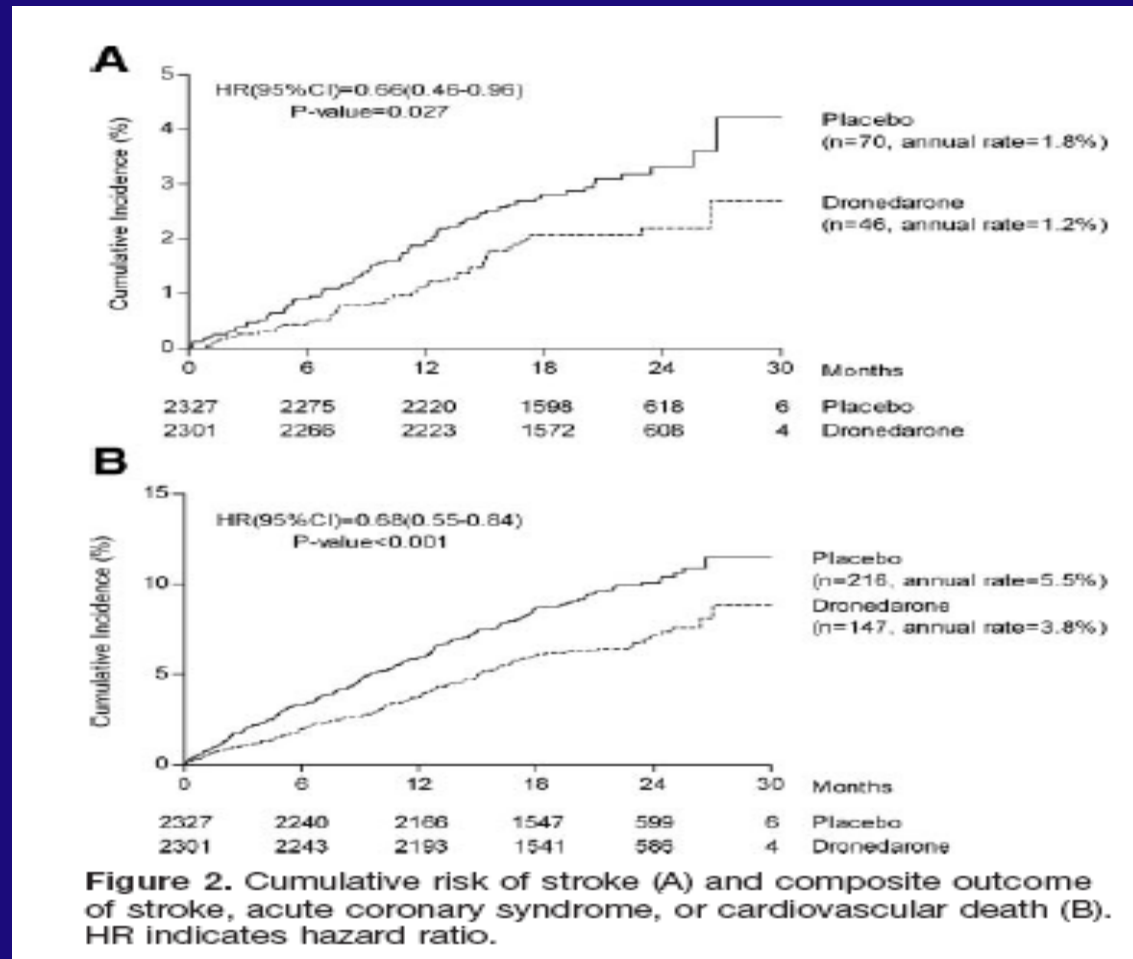 A
5
HR(95%CI)=0.66(0.46-0.96)
P-value=0.027
4
3
2
1
0
Cumulative Incidence (%)
Placebo
(n=70, annual rate=1.8%)
Dronedarone
(n=46, annual rate=1.2%)
0 6 12 18 24 30 Months
2327 2275 2220 1598 618 6 Placebo
2301 2266 2223 1572 608 4 Dronedarone
B
15
HR(95%CI)=0.68(0.55-0.84)
P-value<0.001
10
5
0
Cumulative Incidence (%)
Placebo
(n=216, annual rate=5.5%)
Dronedarone
(n=147, annual rate=3.8%)
0 6 12 18 24 30 Months
2327 2240 2166 1547 599 6 Placebo
2301 2243 2193 1541 586 4 Dronedarone
Figure 2. Cumulative risk of stroke (A) and composite outcome
of stroke, acute coronary syndrome, or cardiovascular death (B).
HR indicates hazard ratio.